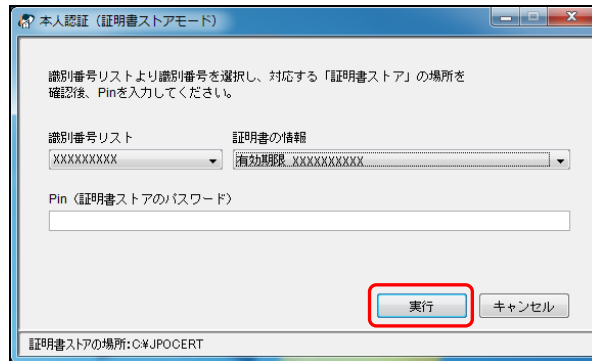 本人認証（証明書ストアモード）
識別番号リストより識別番号を選択し、対応する「証明書ストア」の場所を
確認後、Pinを入力してください。
識別番号リスト 証明書の情報
XXXXXXXXX 有効期限 XXXXXXXXXX
Pin（証明書ストアのパスワード）
実行 キャンセル
証明書ストアの場所:C:¥JPOCERT